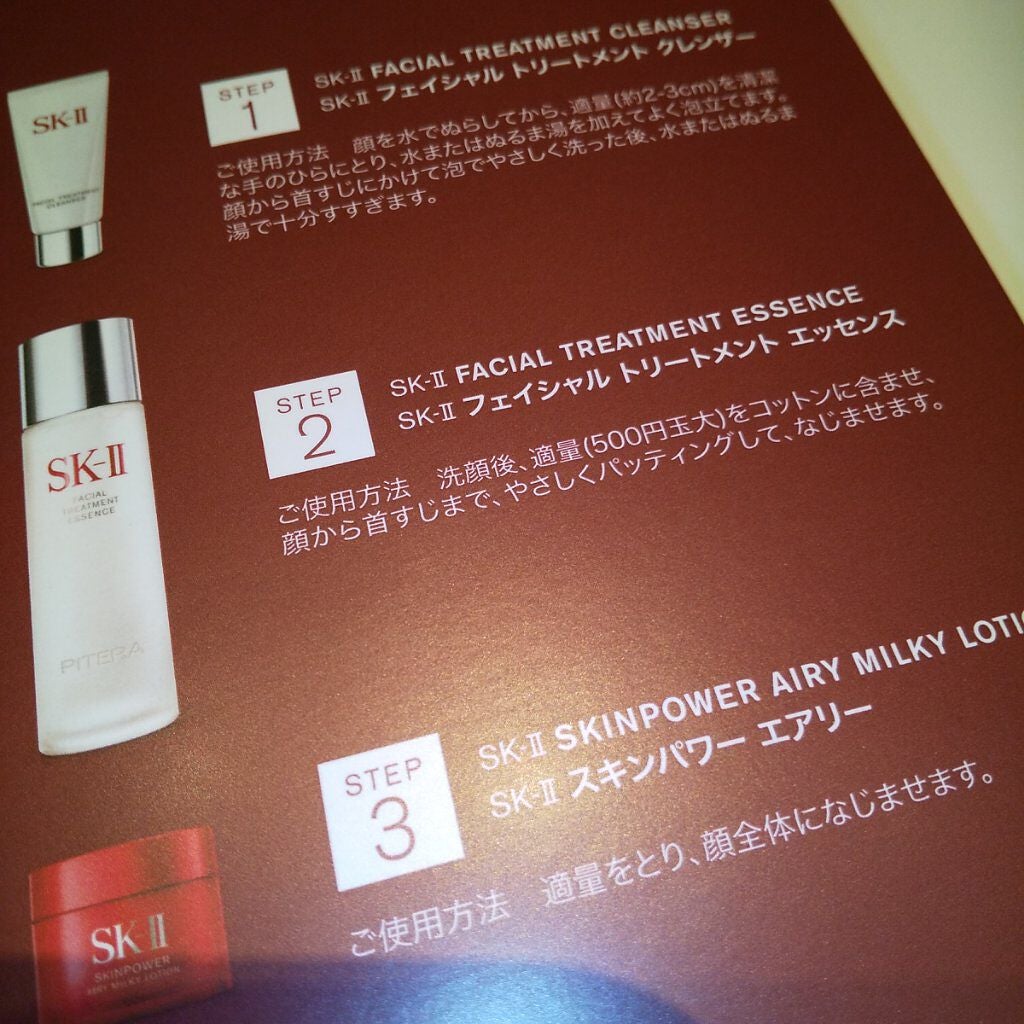 SK-II
FACIAL TREATMENT
CLEANSER
STEP
1
SK-II FACIAL TREATMENT CLEANSER
SK-II フェイシャル トリートメント クレンザー
ご使用方法 顔を水でぬらしてから、適量(約2-3cm)を清潔
な手のひらにとり、水またはぬるま湯を加えてよく泡立てます。
顔から首すじにかけて泡でやさしく洗った後、水またはぬるま
湯で十分すすぎます。
SK-II
FACIAL
TREATMENT
ESSENCE
PITERA
STEP
2
SK-II FACIAL TREATMENT ESSENCE
SK-II フェイシャル トリートメント エッセンス
ご使用方法 洗顔後、適量(500円玉大)をコットンに含ませ、
顔から首すじまで、やさしくパッティングして、なじませます。
SK-II
SKINPOWER
AIRY MILKY LOTION
STEP
3
SK-II SKINPOWER AIRY MILKY LOTIO
SK-II スキンパワー エアリー
ご使用方法 適量をとり、顔全体になじませます。